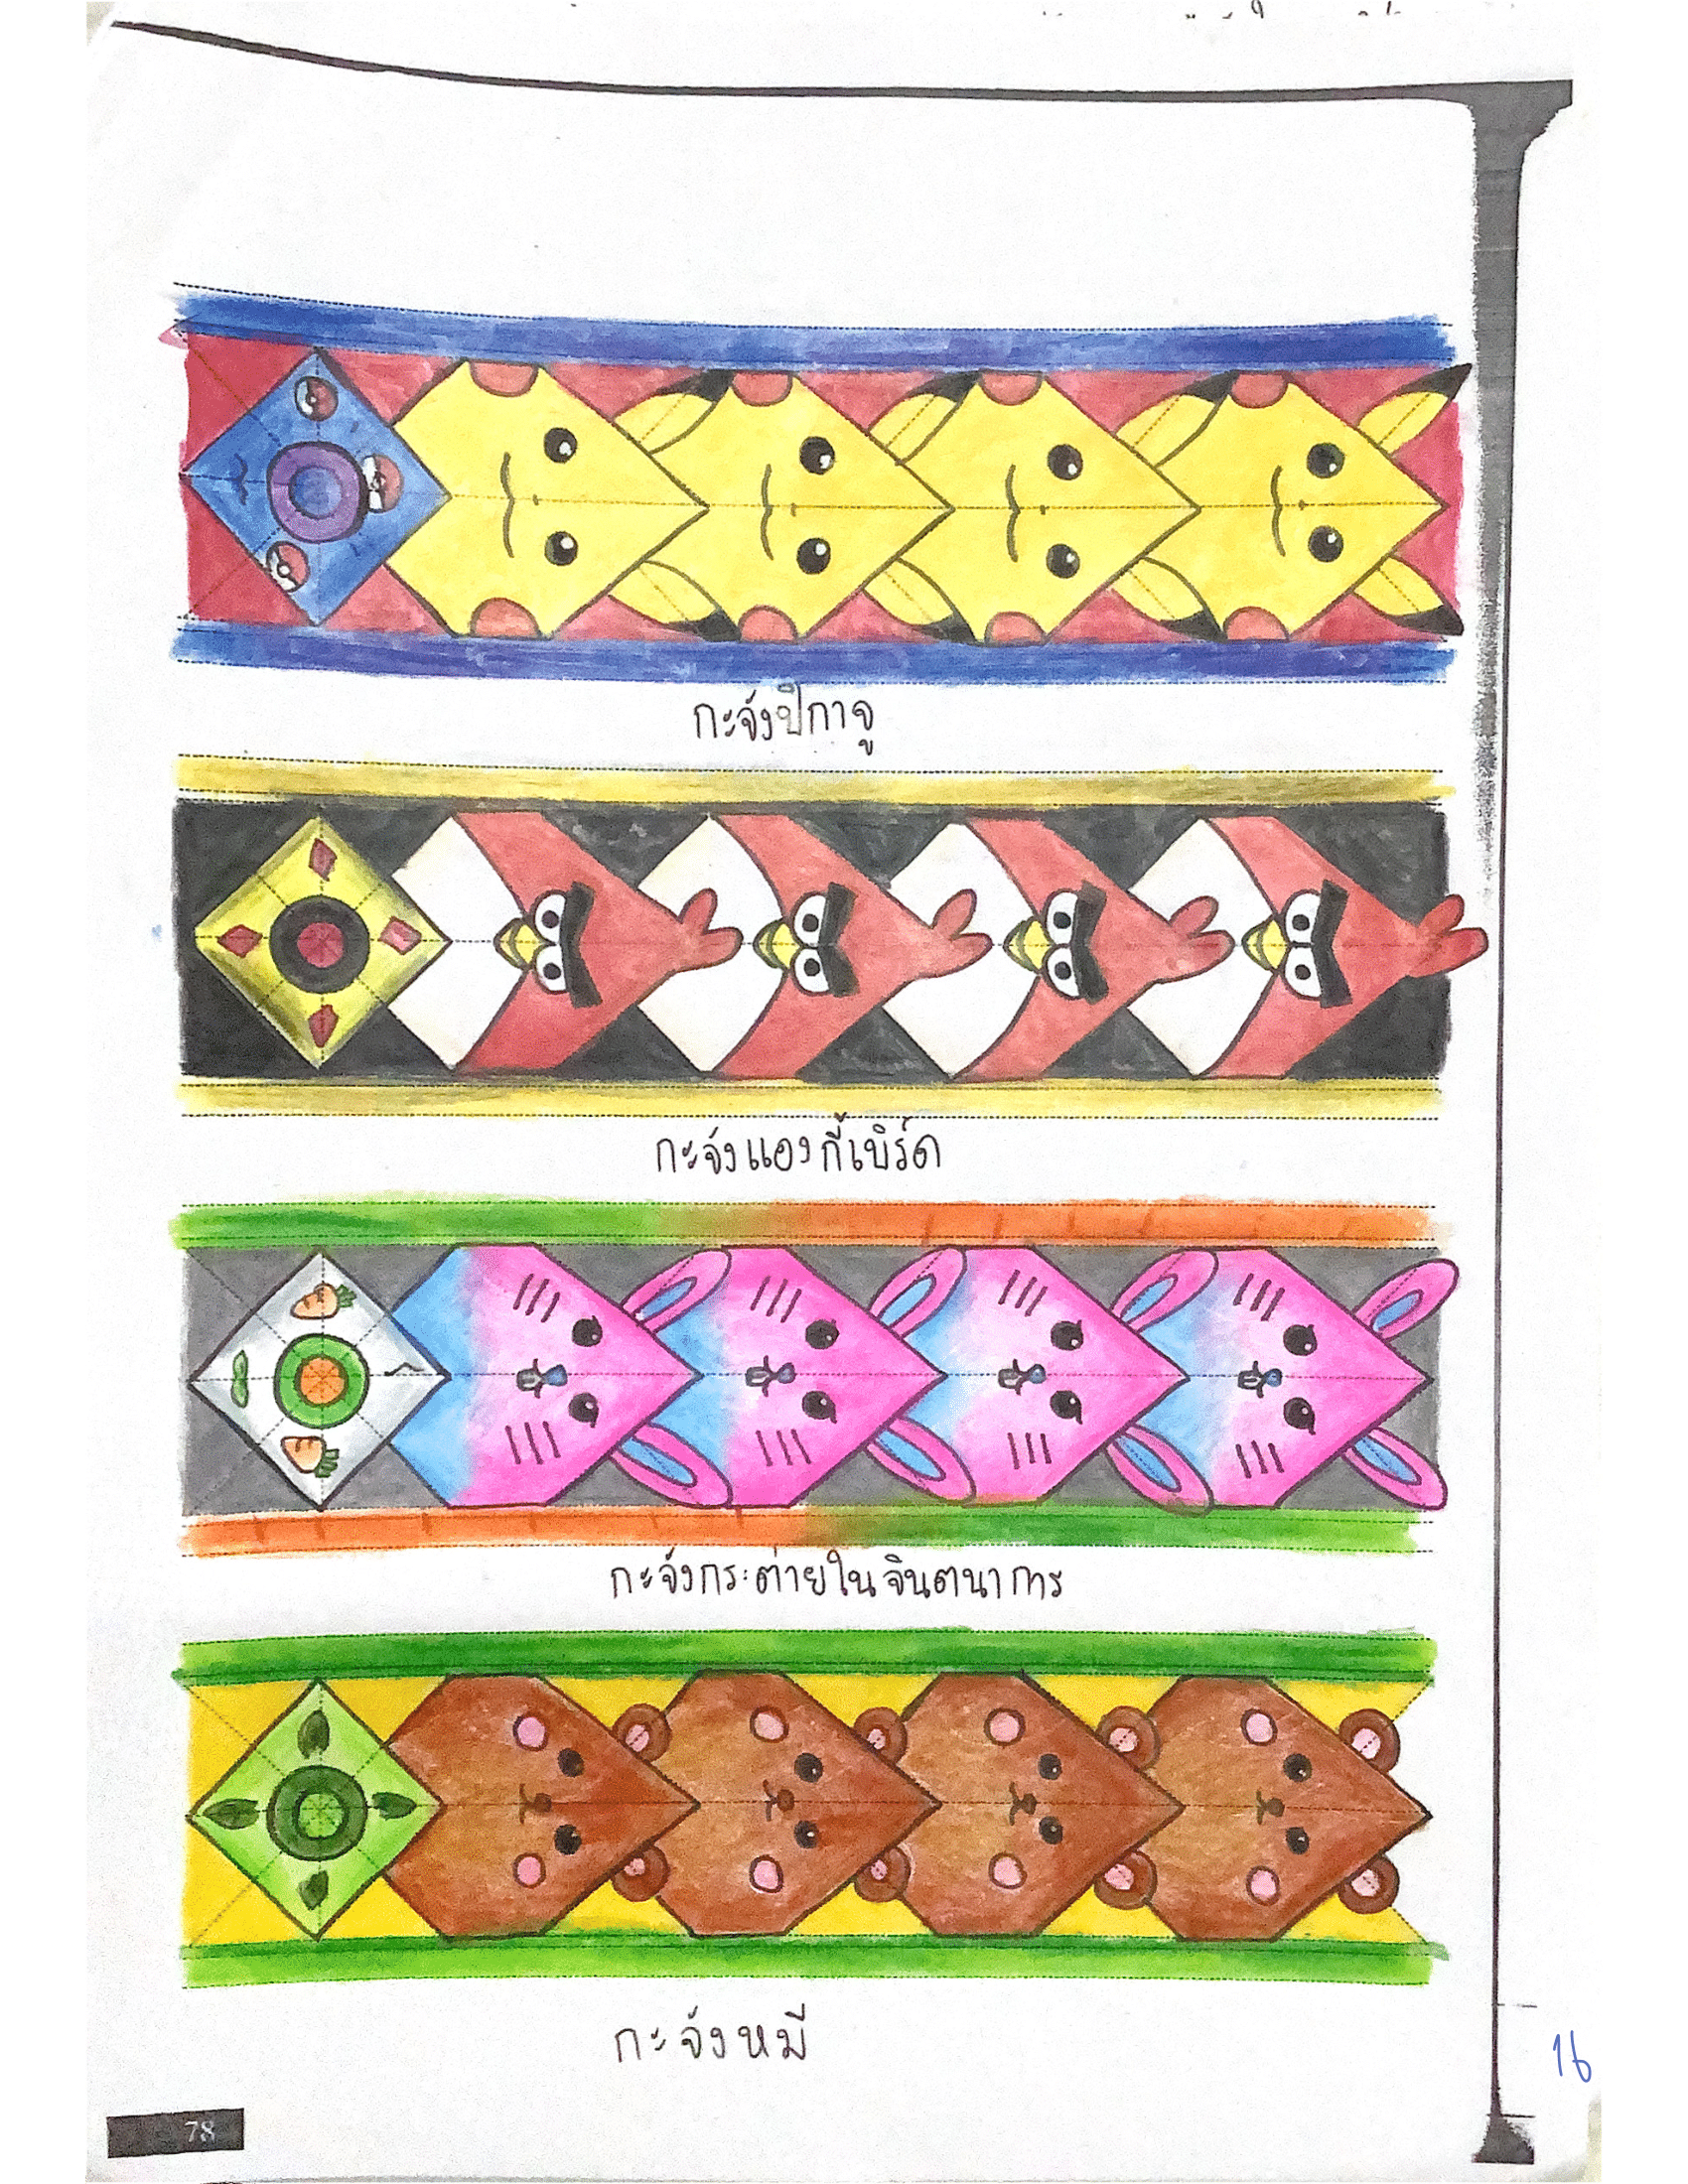 กะจังปีกาจู
กะจังแองกี้เบิร์ด
กะจังกระต่ายในจินตนาการ
กะจังหมี
16
78